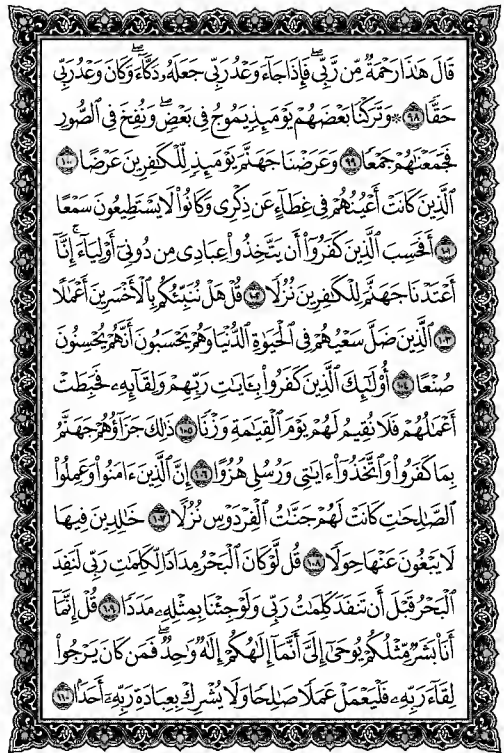 قَالَ هَٰذَا رَحْمَةٌ مِّن رَّبِّي ۖ فَإِذَا جَاءَ وَعْدُ رَبِّي جَعَلَهُ دَكَّاءَ ۖ وَكَانَ وَعْدُ رَبِّي
حَقًّا ٩٨ ۞ وَتَرَكْنَا بَعْضَهُمْ يَوْمَئِذٍ يَمُوجُ فِي بَعْضٍ ۖ وَنُفِخَ فِي ٱلصُّورِ
فَجَمَعْنَٰهُمْ جَمْعًا ٩٩ وَعَرَضْنَا جَهَنَّمَ يَوْمَئِذٍ لِّلْكَٰفِرِينَ عَرْضًا ١٠٠
ٱلَّذِينَ كَانَتْ أَعْيُنُهُمْ فِي غِطَآءٍ عَن ذِكْرِي وَكَانُوا۟ لَا يَسْتَطِيعُونَ سَمْعًا
١٠١ أَفَحَسِبَ ٱلَّذِينَ كَفَرُوٓا۟ أَن يَتَّخِذُوا۟ عِبَادِي مِن دُونِيٓ أَوْلِيَآءَ ۚ إِنَّآ
أَعْتَدْنَا جَهَنَّمَ لِلْكَٰفِرِينَ نُزُلًا ١٠٢ قُلْ هَلْ نُنَبِّئُكُم بِٱلْأَخْسَرِينَ أَعْمَٰلًا
١٠٣ ٱلَّذِينَ ضَلَّ سَعْيُهُمْ فِي ٱلْحَيَوٰةِ ٱلدُّنْيَا وَهُمْ يَحْسَبُونَ أَنَّهُمْ يُحْسِنُونَ
صُنْعًا ١٠٤ أُو۟لَٰٓئِكَ ٱلَّذِينَ كَفَرُوا۟ بِـَٔايَٰتِ رَبِّهِمْ وَلِقَآئِهِۦ فَحَبِطَتْ
أَعْمَٰلُهُمْ فَلَا نُقِيمُ لَهُمْ يَوْمَ ٱلْقِيَٰمَةِ وَزْنًا ١٠٥ ذَٰلِكَ جَزَآؤُهُمْ جَهَنَّمُ
بِمَا كَفَرُوا۟ وَٱتَّخَذُوٓا۟ ءَايَٰتِي وَرُسُلِي هُزُوًا ١٠٦ إِنَّ ٱلَّذِينَ ءَامَنُوا۟ وَعَمِلُوا۟
ٱلصَّٰلِحَٰتِ كَانَتْ لَهُمْ جَنَّٰتُ ٱلْفِرْدَوْسِ نُزُلًا ١٠٧ خَٰلِدِينَ فِيهَا
لَا يَبْغُونَ عَنْهَا حِوَلًا ١٠٨ قُل لَّوْ كَانَ ٱلْبَحْرُ مِدَادًا لِّكَلِمَٰتِ رَبِّي لَنَفِدَ
ٱلْبَحْرُ قَبْلَ أَن تَنفَدَ كَلِمَٰتُ رَبِّي وَلَوْ جِئْنَا بِمِثْلِهِۦ مَدَدًا ١٠٩ قُلْ إِنَّمَآ
أَنَا۠ بَشَرٌ مِّثْلُكُمْ يُوحَىٰٓ إِلَيَّ أَنَّمَآ إِلَٰهُكُمْ إِلَٰهٌ وَٰحِدٌ ۖ فَمَن كَانَ يَرْجُوا۟
لِقَآءَ رَبِّهِۦ فَلْيَعْمَلْ عَمَلًا صَٰلِحًا وَلَا يُشْرِكْ بِعِبَادَةِ رَبِّهِۦٓ أَحَدًۢا ١١٠